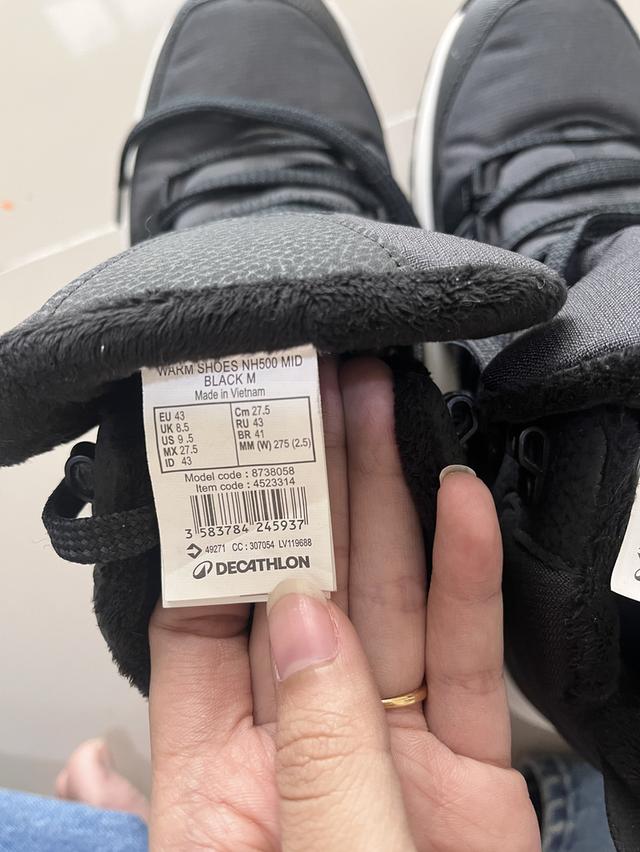 WARM SHOES NH500 MID
BLACK M
Made in Vietnam
EU 43
UK 8.5
US 9 .5
MX 27.5
ID 43
Cm 27.5
RU 43
BR 41
MM (W) 275 (2.5)
Model code : 8738058
Item code : 4523314
3 583784 245937
49271 CC : 307054 LV119688
DECATHLON